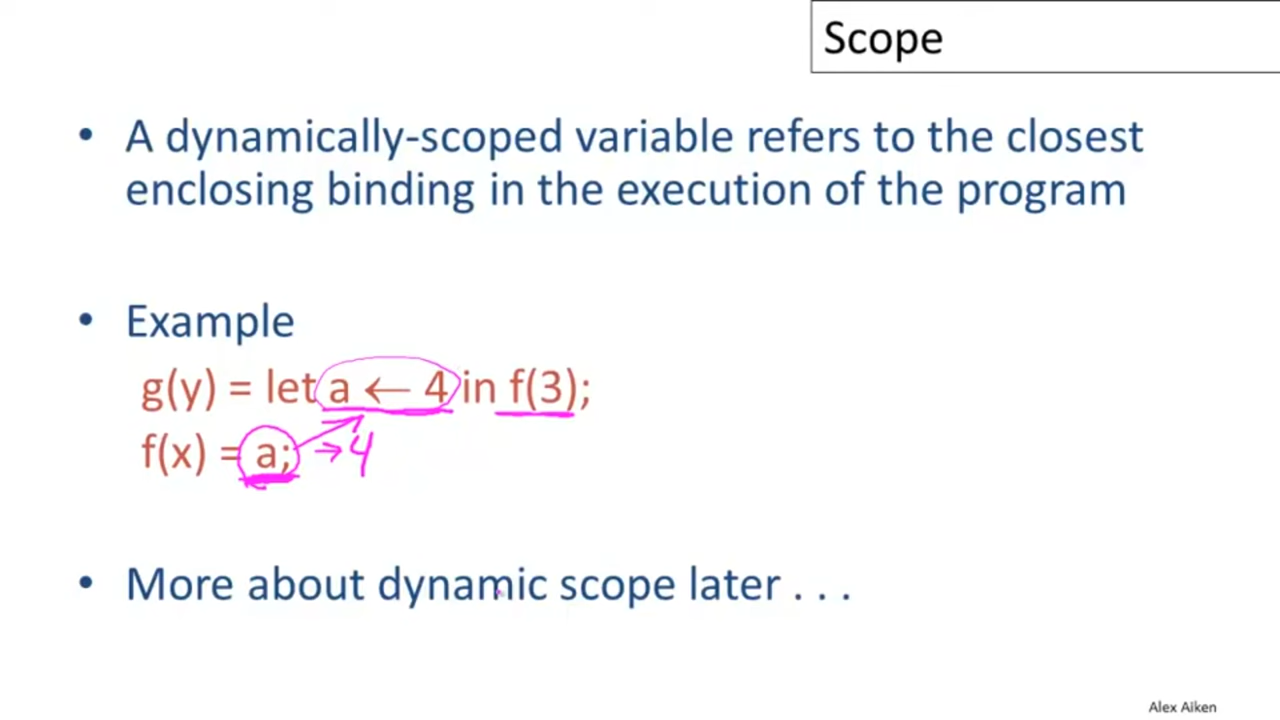 Scope
• A dynamically-scoped variable refers to the closest
enclosing binding in the execution of the program
• Example
g(y) = let a ← 4 in f(3);
f(x) = a; → 4
• More about dynamic scope later . . .
Alex Aiken